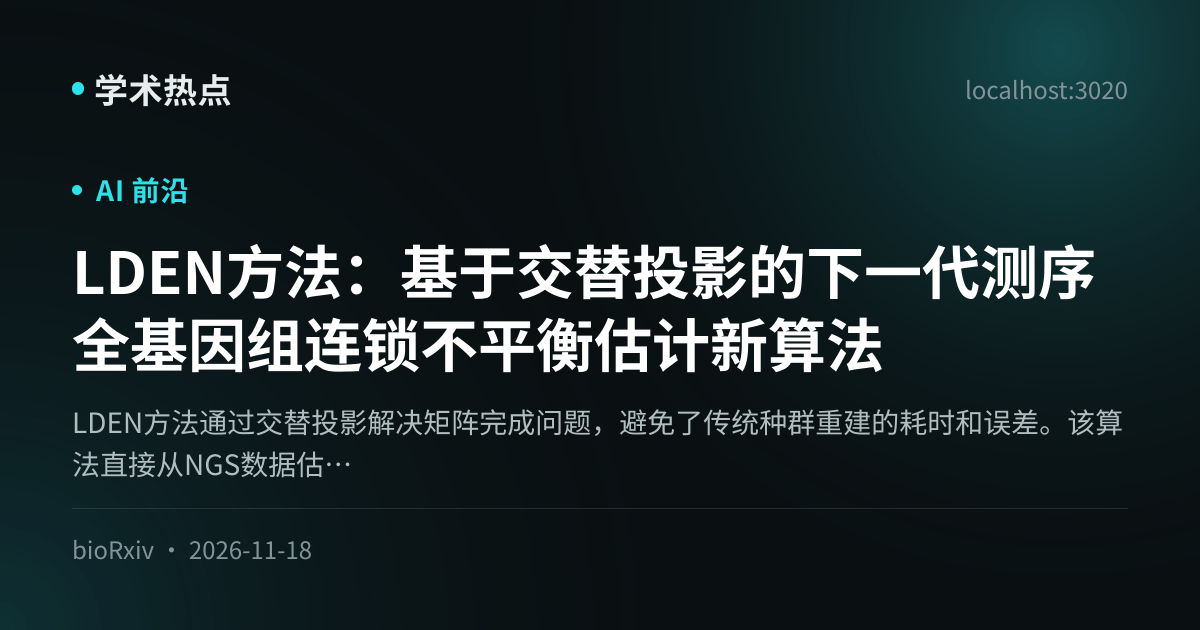 学术热点
localhost:3020
AI 前沿
LDEN方法：基于交替投影的下一代测序
全基因组连锁不平衡估计新算法
LDEN方法通过交替投影解决矩阵完成问题，避免了传统种群重建的耗时和误差。该算
法直接从NGS数据估…
bioRxiv · 2026-11-18